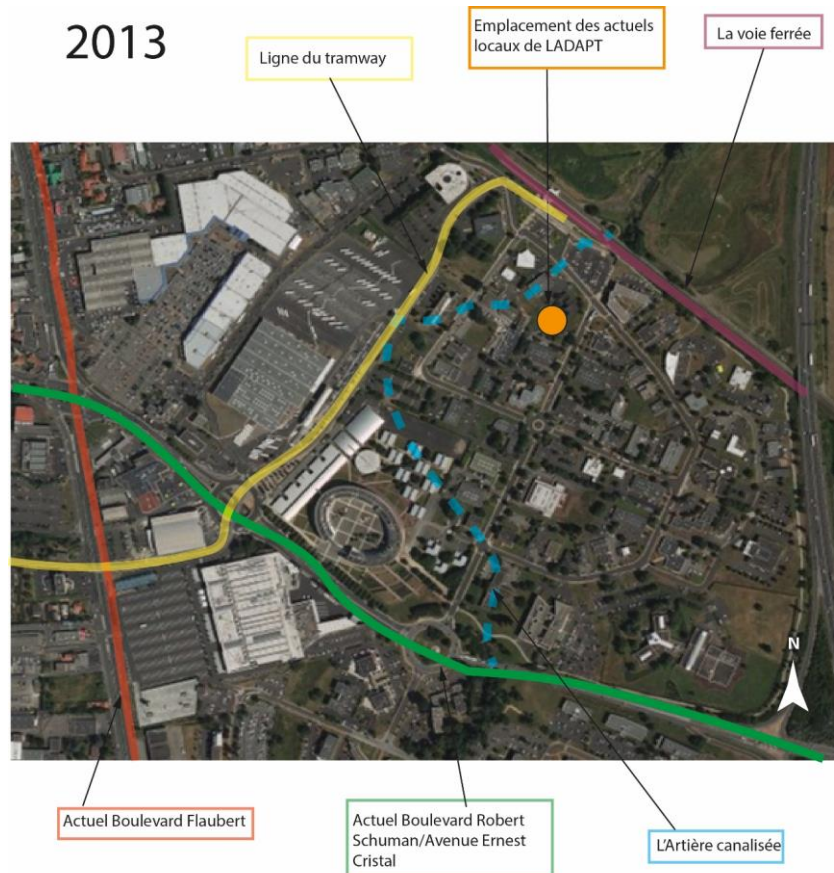 2013
Ligne du tramway
Emplacement des actuels
locaux de LADAPT
La voie ferrée
N
Actuel Boulevard Flaubert
Actuel Boulevard Robert
Schuman/Avenue Ernest
Cristal
L'Artière canalisée